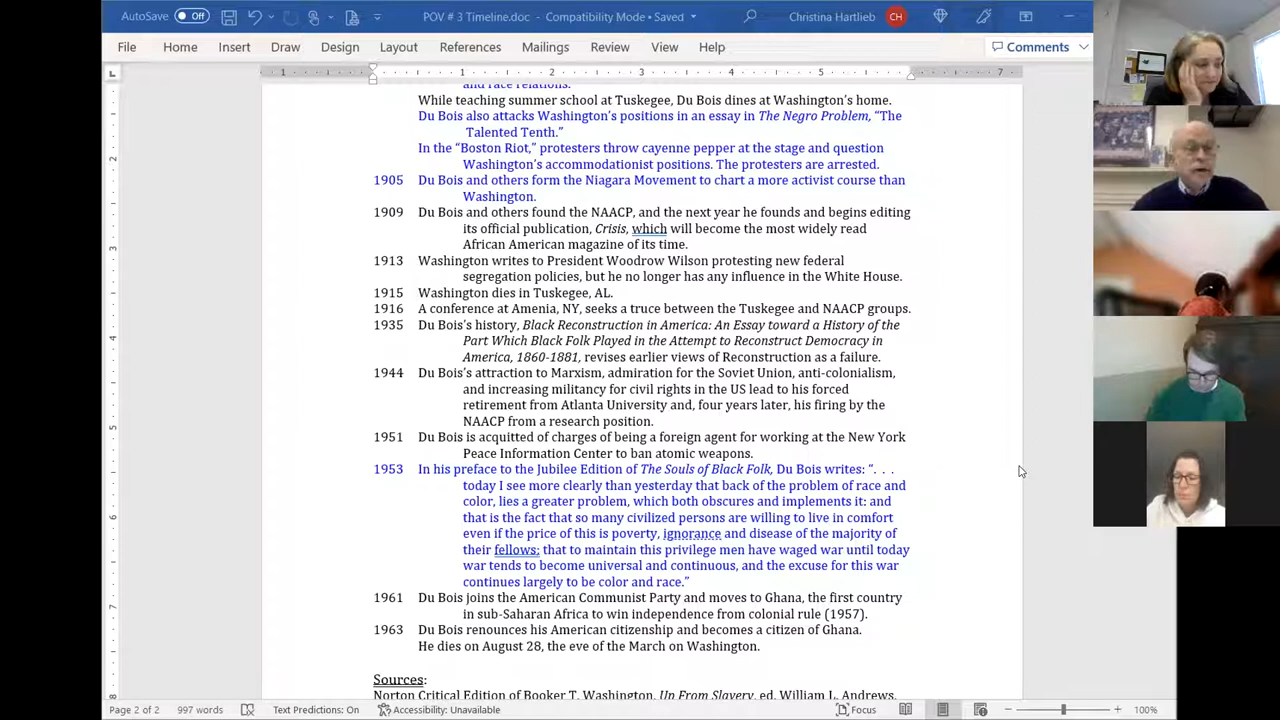 AutoSave Off POV # 3 Timeline.doc - Compatibility Mode • Saved Christina Hartlieb CH
File Home Insert Draw Design Layout References Mailings Review View Help Comments
1 1 2 3 4 5 7
and race relations.
While teaching summer school at Tuskegee, Du Bois dines at Washington's home.
Du Bois also attacks Washington's positions in an essay in The Negro Problem, “The
Talented Tenth.”
In the “Boston Riot,” protesters throw cayenne pepper at the stage and question
Washington's accommodationist positions. The protesters are arrested.
1905 Du Bois and others form the Niagara Movement to chart a more activist course than
Washington.
1909 Du Bois and others found the NAACP, and the next year he founds and begins editing
its official publication, Crisis, which will become the most widely read
African American magazine of its time.
1913 Washington writes to President Woodrow Wilson protesting new federal
segregation policies, but he no longer has any influence in the White House.
1915 Washington dies in Tuskegee, AL.
1916 A conference at Amenia, NY, seeks a truce between the Tuskegee and NAACP groups.
1935 Du Bois's history, Black Reconstruction in America: An Essay toward a History of the
Part Which Black Folk Played in the Attempt to Reconstruct Democracy in
America, 1860-1881, revises earlier views of Reconstruction as a failure.
1944 Du Bois's attraction to Marxism, admiration for the Soviet Union, anti-colonialism,
and increasing militancy for civil rights in the US lead to his forced
retirement from Atlanta University and, four years later, his firing by the
NAACP from a research position.
1951 Du Bois is acquitted of charges of being a foreign agent for working at the New York
Peace Information Center to ban atomic weapons.
1953 In his preface to the Jubilee Edition of The Souls of Black Folk, Du Bois writes: “. . .
today I see more clearly than yesterday that back of the problem of race and
color, lies a greater problem, which both obscures and implements it: and
that is the fact that so many civilized persons are willing to live in comfort
even if the price of this is poverty, ignorance and disease of the majority of
their fellows; that to maintain this privilege men have waged war until today
war tends to become universal and continuous, and the excuse for this war
continues largely to be color and race.”
1961 Du Bois joins the American Communist Party and moves to Ghana, the first country
in sub-Saharan Africa to win independence from colonial rule (1957).
1963 Du Bois renounces his American citizenship and becomes a citizen of Ghana.
He dies on August 28, the eve of the March on Washington.
Sources:
Norton Critical Edition of Booker T. Washington, Up From Slavery, ed. William L. Andrews.
Page 2 of 2 997 words Text Predictions: On Accessibility: Unavailable Focus 100%